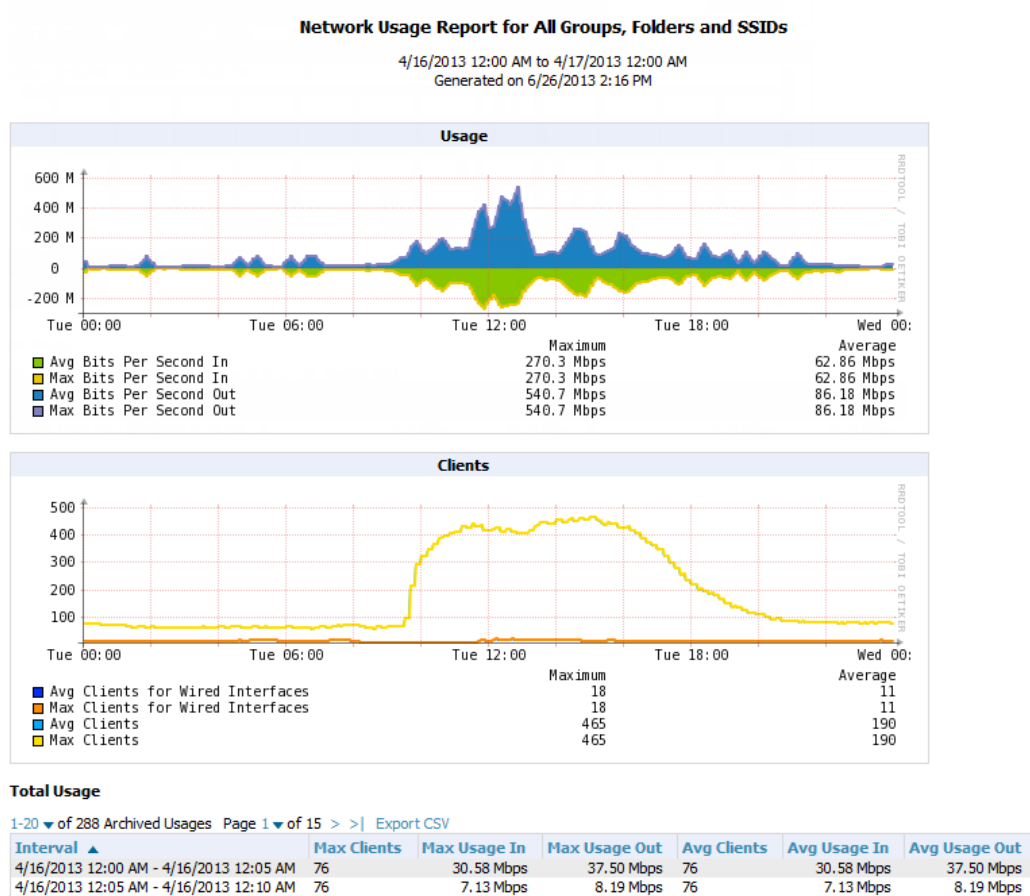 Network Usage Report for All Groups, Folders and SSIDs
4/16/2013 12:00 AM to 4/17/2013 12:00 AM
Generated on 6/26/2013 2:16 PM
Usage
600 M
400 M
200 M
0
-200 M
Tue 00:00 Tue 06:00 Tue 12:00 Tue 18:00 Wed 00:
RRDTOOL / TOBI OETIKER
Maximum Average
Avg Bits Per Second In 270.3 Mbps 62.86 Mbps
Max Bits Per Second In 270.3 Mbps 62.86 Mbps
Avg Bits Per Second Out 540.7 Mbps 86.18 Mbps
Max Bits Per Second Out 540.7 Mbps 86.18 Mbps
Clients
500
400
300
200
100
Tue 00:00 Tue 06:00 Tue 12:00 Tue 18:00 Wed 00:
RRDTOOL / TOBI OETIKER
Maximum Average
Avg Clients for Wired Interfaces 18 11
Max Clients for Wired Interfaces 18 11
Avg Clients 465 190
Max Clients 465 190
Total Usage
1-20 of 288 Archived Usages Page 1 of 15 > >| Export CSV
Interval Max Clients Max Usage In Max Usage Out Avg Clients Avg Usage In Avg Usage Out
4/16/2013 12:00 AM - 4/16/2013 12:05 AM 76 30.58 Mbps 37.50 Mbps 76 30.58 Mbps 37.50 Mbps
4/16/2013 12:05 AM - 4/16/2013 12:10 AM 76 7.13 Mbps 8.19 Mbps 76 7.13 Mbps 8.19 Mbps